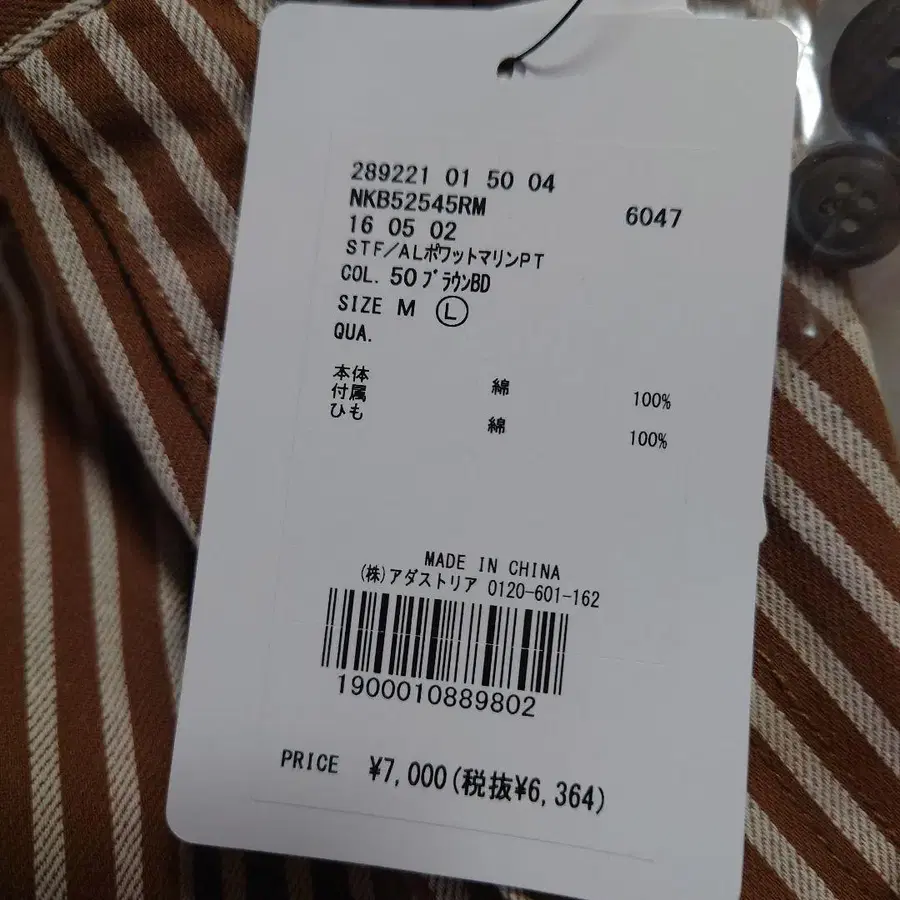 289221 01 50 04
NKB52545RM 6047
16 05 02
STF/ALポワットマリンPT
COL. 50 ブラウンBD
SIZE M Ⓛ
QUA.
本体 綿 100%
付属
ひも 綿 100%
MADE IN CHINA
(株)アダストリア 0120-601-162
1900010889802
PRICE ¥7,000(税抜¥6,364)